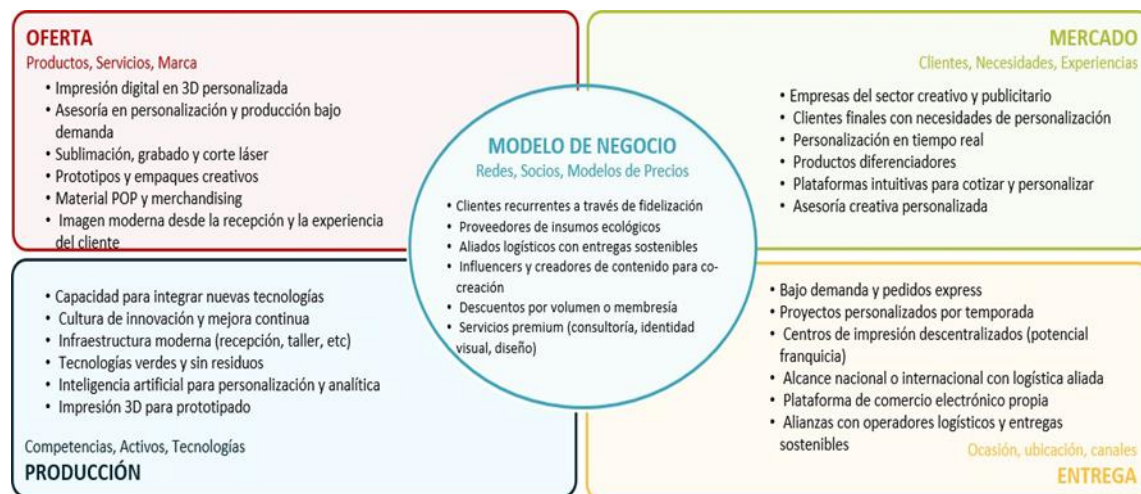 OFERTA
Productos, Servicios, Marca
• Impresión digital en 3D personalizada
• Asesoría en personalización y producción bajo
demanda
• Sublimación, grabado y corte láser
• Prototipos y empaques creativos
• Material POP y merchandising
• Imagen moderna desde la recepción y la experiencia
del cliente
MERCADO
Clientes, Necesidades, Experiencias
• Empresas del sector creativo y publicitario
• Clientes finales con necesidades de personalización
• Personalización en tiempo real
• Productos diferenciadores
• Plataformas intuitivas para cotizar y personalizar
• Asesoría creativa personalizada
MODELO DE NEGOCIO
Redes, Socios, Modelos de Precios
• Clientes recurrentes a través de fidelización
• Proveedores de insumos ecológicos
• Aliados logísticos con entregas sostenibles
• Influencers y creadores de contenido para co-
creación
• Descuentos por volumen o membresía
• Servicios premium (consultoría, identidad
visual, diseño)
• Capacidad para integrar nuevas tecnologías
• Cultura de innovación y mejora continua
• Infraestructura moderna (recepción, taller, etc)
• Tecnologías verdes y sin residuos
• Inteligencia artificial para personalización y analítica
• Impresión 3D para prototipado
Competencias, Activos, Tecnologías
PRODUCCIÓN
• Bajo demanda y pedidos express
• Proyectos personalizados por temporada
• Centros de impresión descentralizados (potencial
franquicia)
• Alcance nacional o internacional con logística aliada
• Plataforma de comercio electrónico propia
• Alianzas con operadores logísticos y entregas
sostenibles
Ocasión, ubicación, canales
ENTREGA